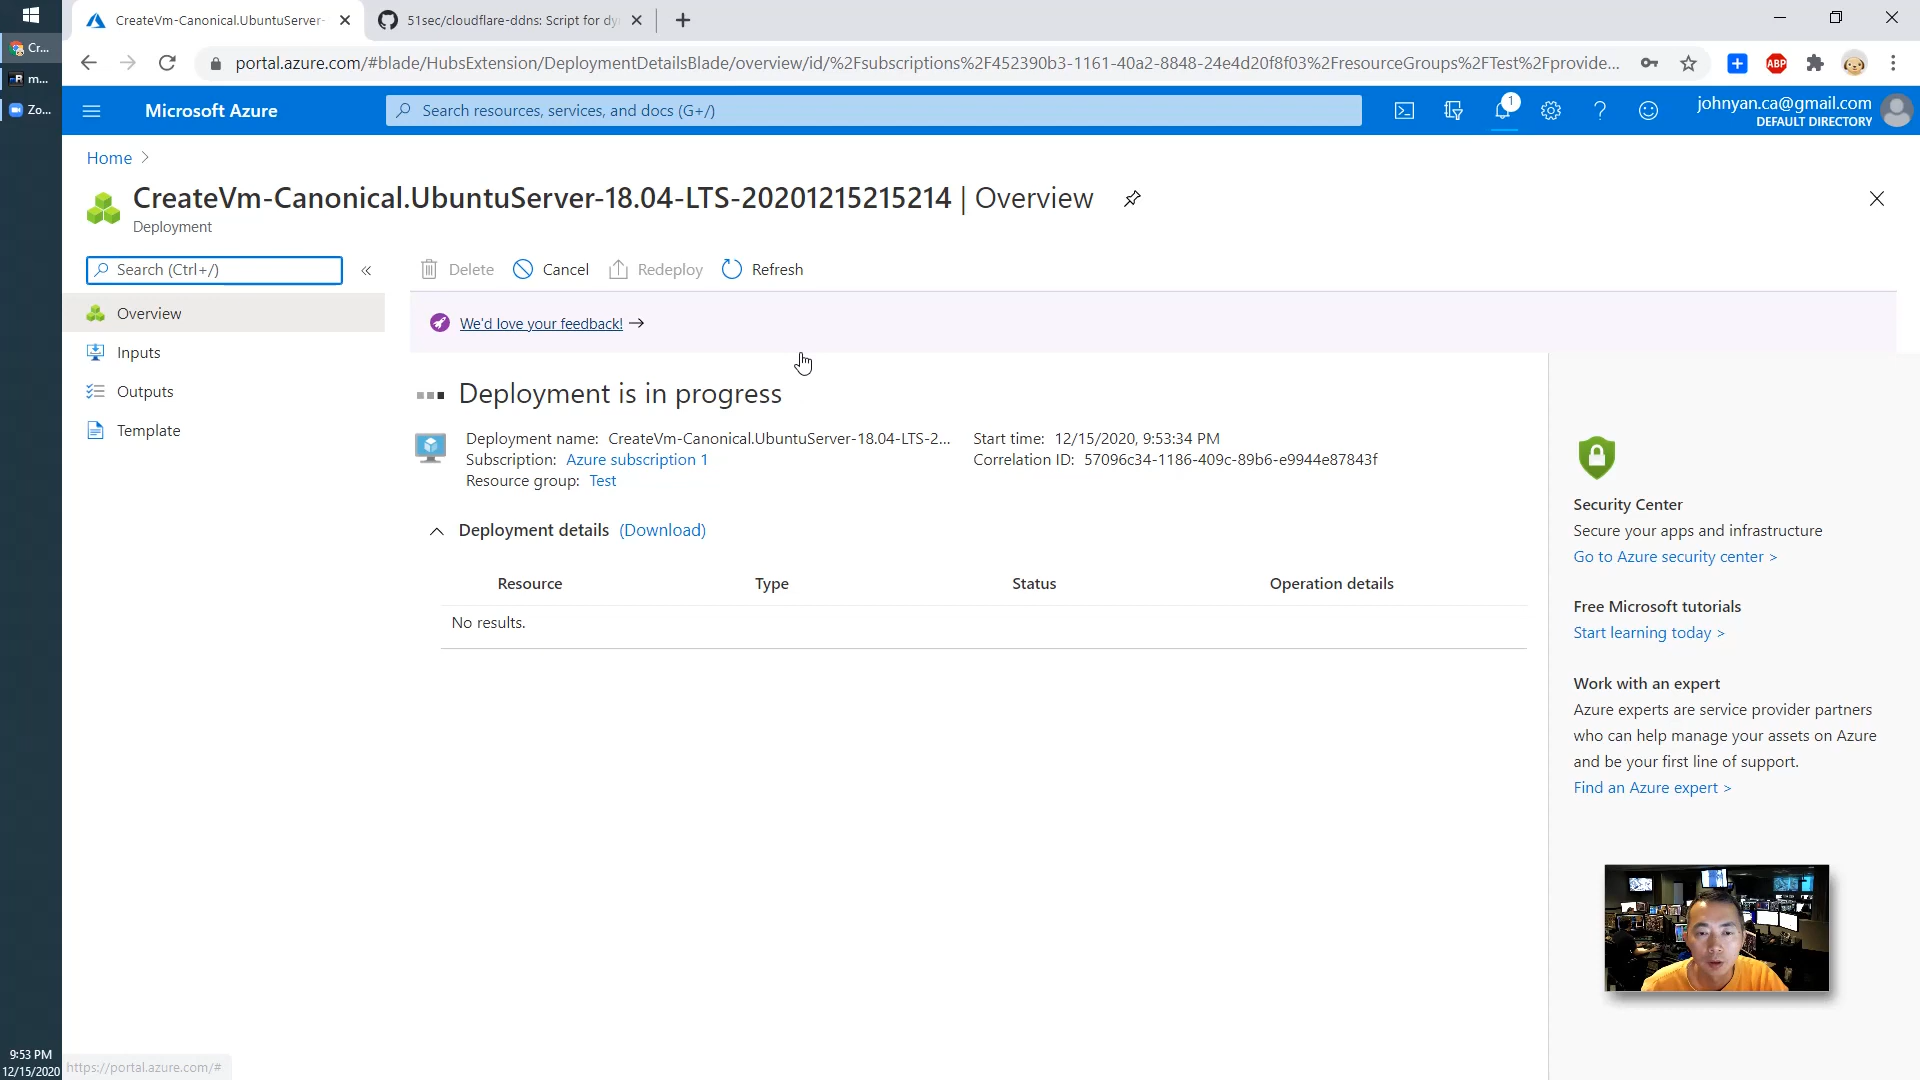 CreateVm-Canonical.UbuntuServer-
51sec/cloudflare-ddns: Script for dy
Cr...
m...
Zo...
portal.azure.com/#blade/HubsExtension/DeploymentDetailsBlade/overview/id/%2Fsubscriptions%2F452390b3-1161-40a2-8848-24e4d20f8f03%2FresourceGroups%2FTest%2Fprovide...
ABP
Microsoft Azure
Search resources, services, and docs (G+/)
1
johnyan.ca@gmail.com
DEFAULT DIRECTORY
Home
CreateVm-Canonical.UbuntuServer-18.04-LTS-20201215215214 | Overview
Deployment
Search (Ctrl+/)
«
Delete
Cancel
Redeploy
Refresh
Overview
Inputs
Outputs
Template
We'd love your feedback! →
Deployment is in progress
Deployment name: CreateVm-Canonical.UbuntuServer-18.04-LTS-2...
Subscription: Azure subscription 1
Resource group: Test
Start time: 12/15/2020, 9:53:34 PM
Correlation ID: 57096c34-1186-409c-89b6-e9944e87843f
Deployment details (Download)
Resource Type Status Operation details
No results.
Security Center
Secure your apps and infrastructure
Go to Azure security center >
Free Microsoft tutorials
Start learning today >
Work with an expert
Azure experts are service provider partners
who can help manage your assets on Azure
and be your first line of support.
Find an Azure expert >
9:53 PM
12/15/2020
https://portal.azure.com/#